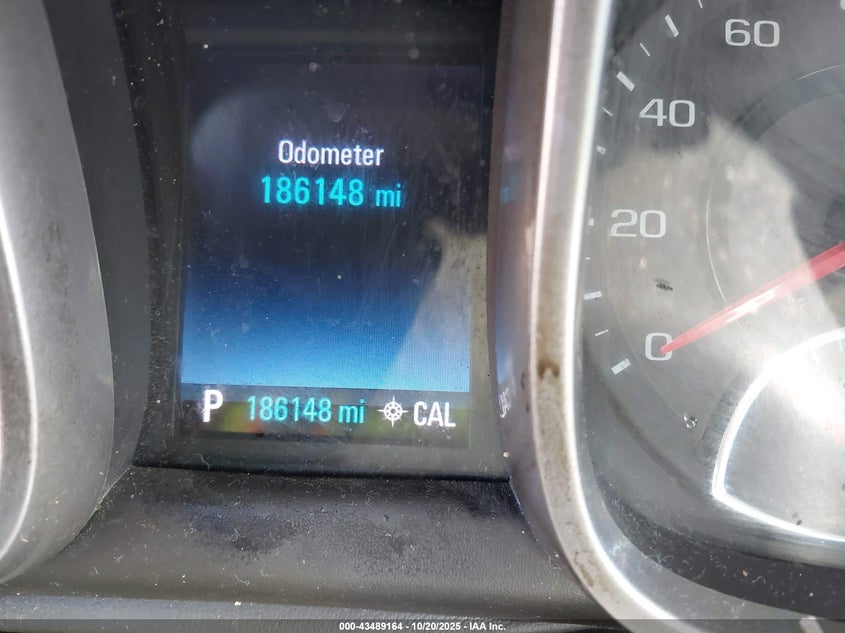 Odometer
186148 mi
P 186148 mi CAL
60
40
20
0
000-43489164 - 10/20/2025 - IAA Inc.